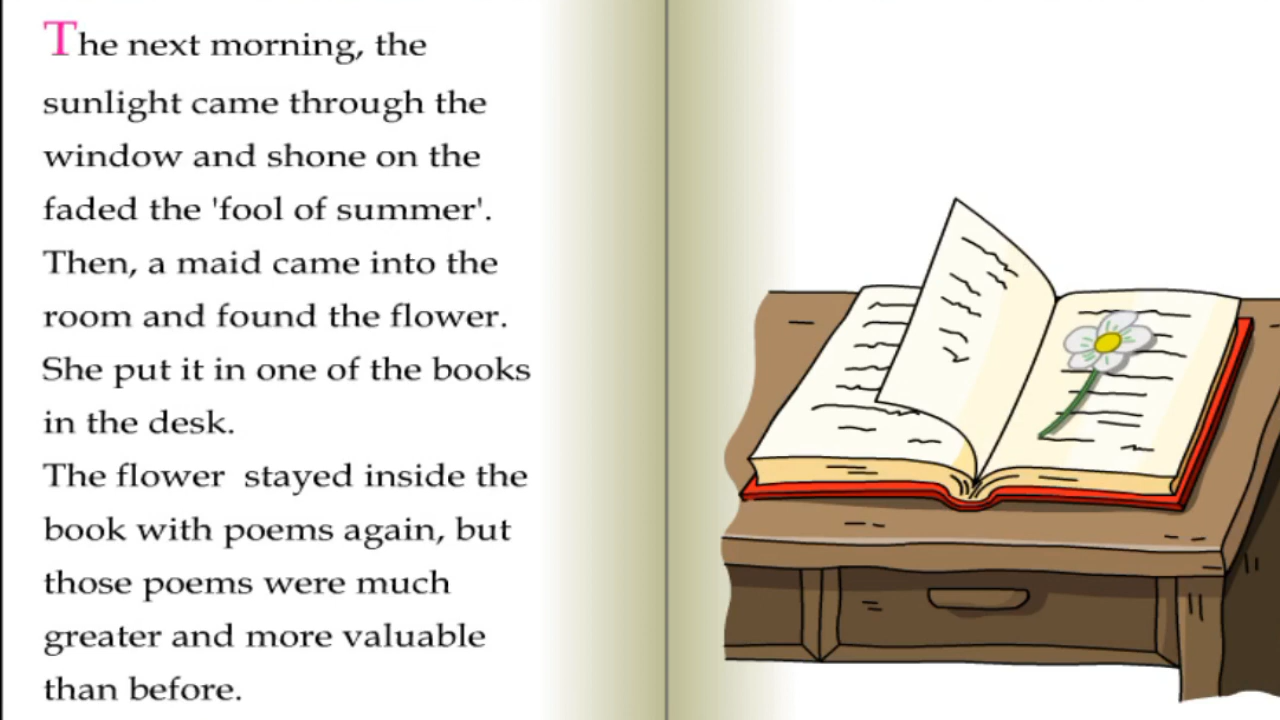 The next morning, the
sunlight came through the
window and shone on the
faded the 'fool of summer'.
Then, a maid came into the
room and found the flower.
She put it in one of the books
in the desk.
The flower  stayed inside the
book with poems again, but
those poems were much
greater and more valuable
than before.